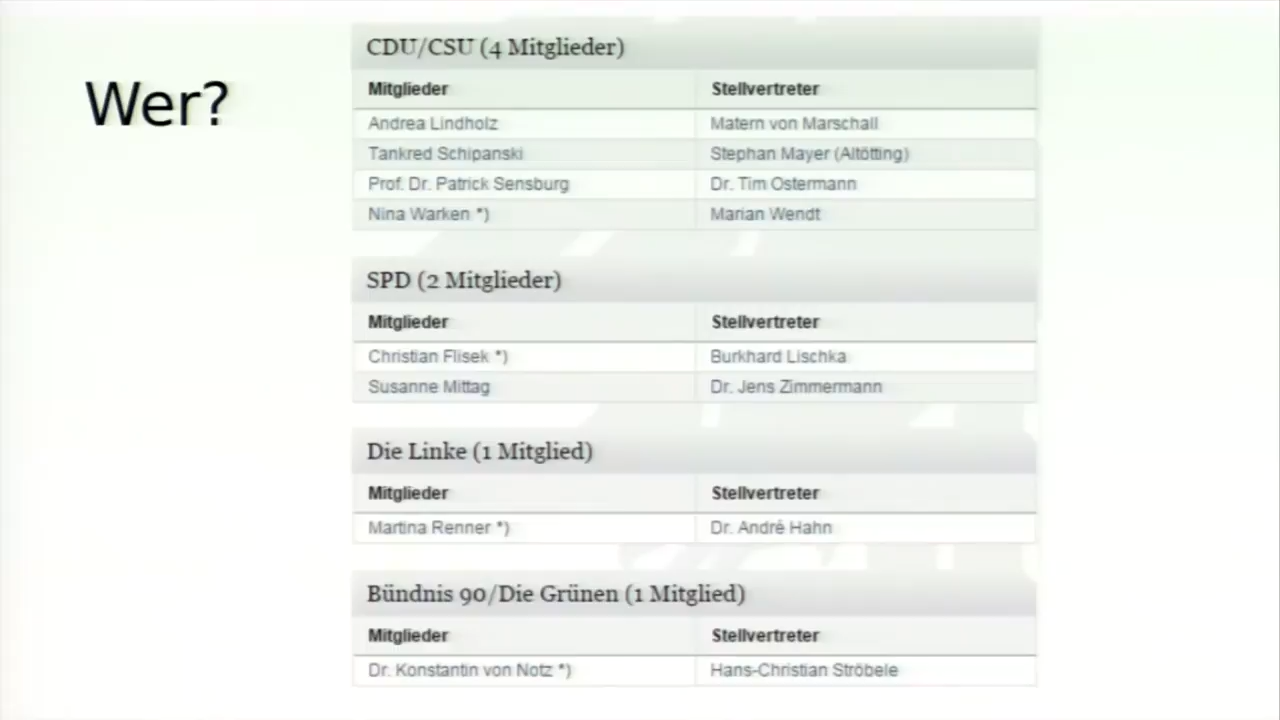 Wer?
CDU/CSU (4 Mitglieder)
Mitglieder Stellvertreter
Andrea Lindholz Matern von Marschall
Tankred Schipanski Stephan Mayer (Altötting)
Prof. Dr. Patrick Sensburg Dr. Tim Ostermann
Nina Warken *) Marian Wendt
SPD (2 Mitglieder)
Mitglieder Stellvertreter
Christian Flisek *) Burkhard Lischka
Susanne Mittag Dr. Jens Zimmermann
Die Linke (1 Mitglied)
Mitglieder Stellvertreter
Martina Renner *) Dr. André Hahn
Bündnis 90/Die Grünen (1 Mitglied)
Mitglieder Stellvertreter
Dr. Konstantin von Notz *) Hans-Christian Ströbele